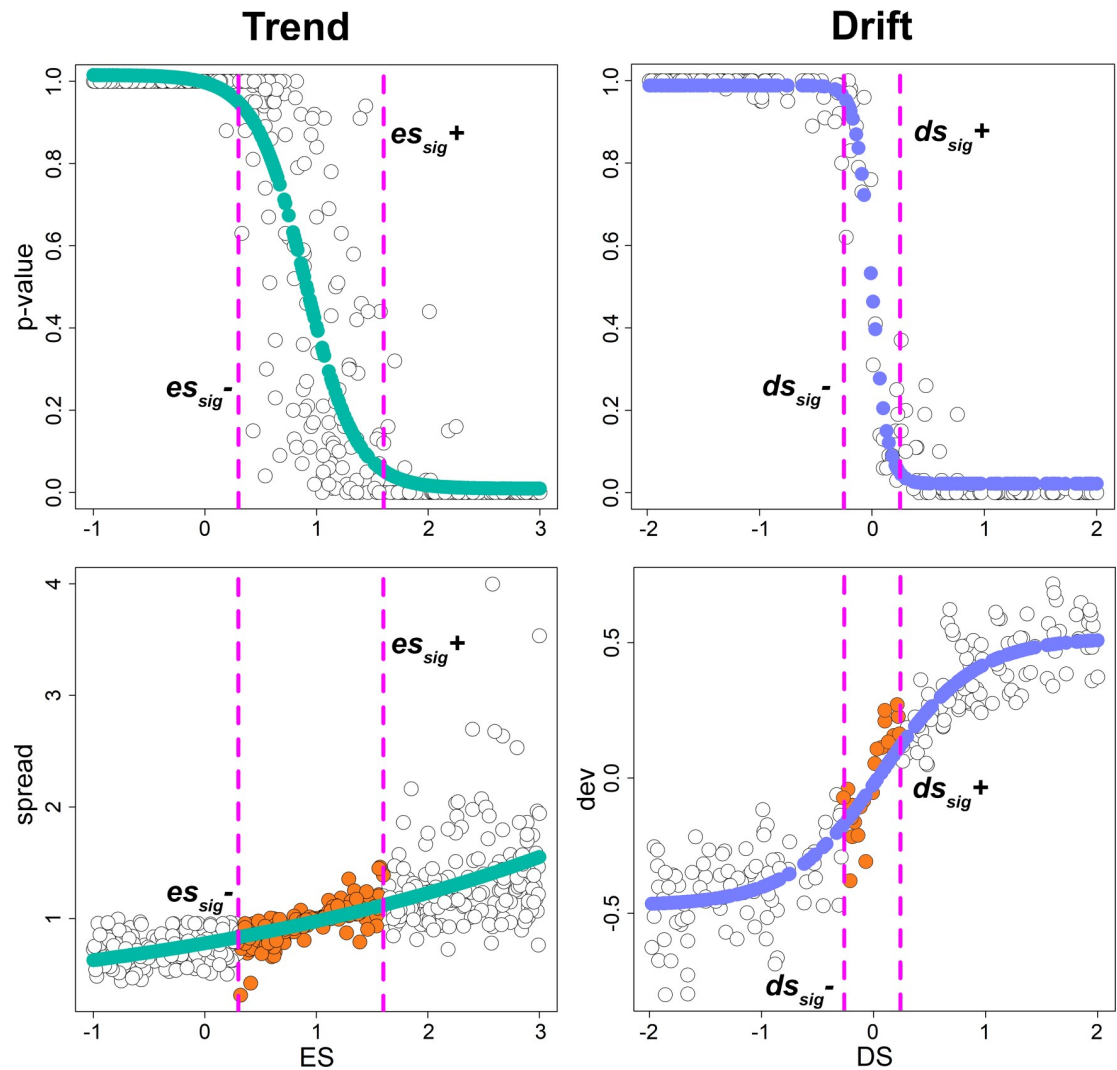 Trend
Drift
p-value
1.0
0.8
0.6
0.4
0.2
0.0
-1
0
1
2
3
es_sig+
es_sig-
1.0
0.8
0.6
0.4
0.2
0.0
-2
-1
0
1
2
ds_sig+
ds_sig-
spread
4
3
2
1
-1
0
1
2
3
ES
es_sig+
es_sig-
dev
0.5
0.0
-0.5
-2
-1
0
1
2
DS
ds_sig+
ds_sig-